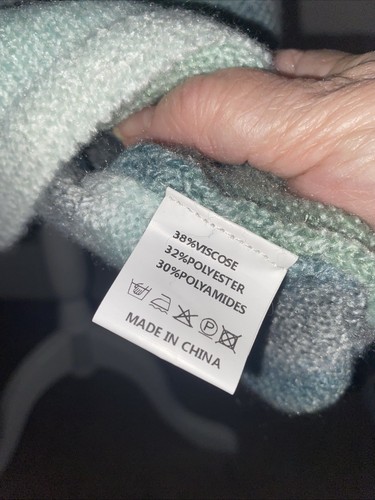 38%VISCOSE
32%POLYESTER
30%POLYAMIDES
P
MADE IN CHINA